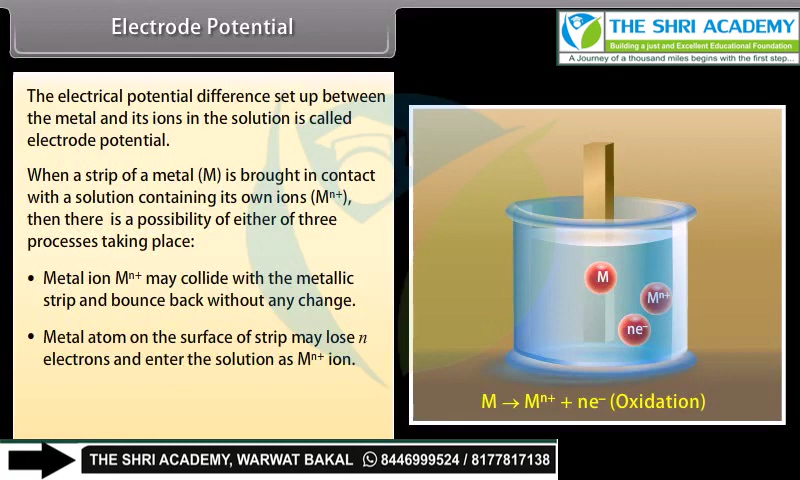 Electrode Potential
THE SHRI ACADEMY
Building a just and Excellent Educational Foundation
A Journey of a thousand miles begins with the first step...
The electrical potential difference set up between
the metal and its ions in the solution is called
electrode potential.
When a strip of a metal (M) is brought in contact
with a solution containing its own ions (Mⁿ⁺),
then there is a possibility of either of three
processes taking place:
• Metal ion Mⁿ⁺ may collide with the metallic
strip and bounce back without any change.
• Metal atom on the surface of strip may lose n
electrons and enter the solution as Mⁿ⁺ ion.
M
Mⁿ⁺
ne⁻
M → Mⁿ⁺ + ne⁻ (Oxidation)
THE SHRI ACADEMY, WARWAT BAKAL 8446999524 / 8177817138